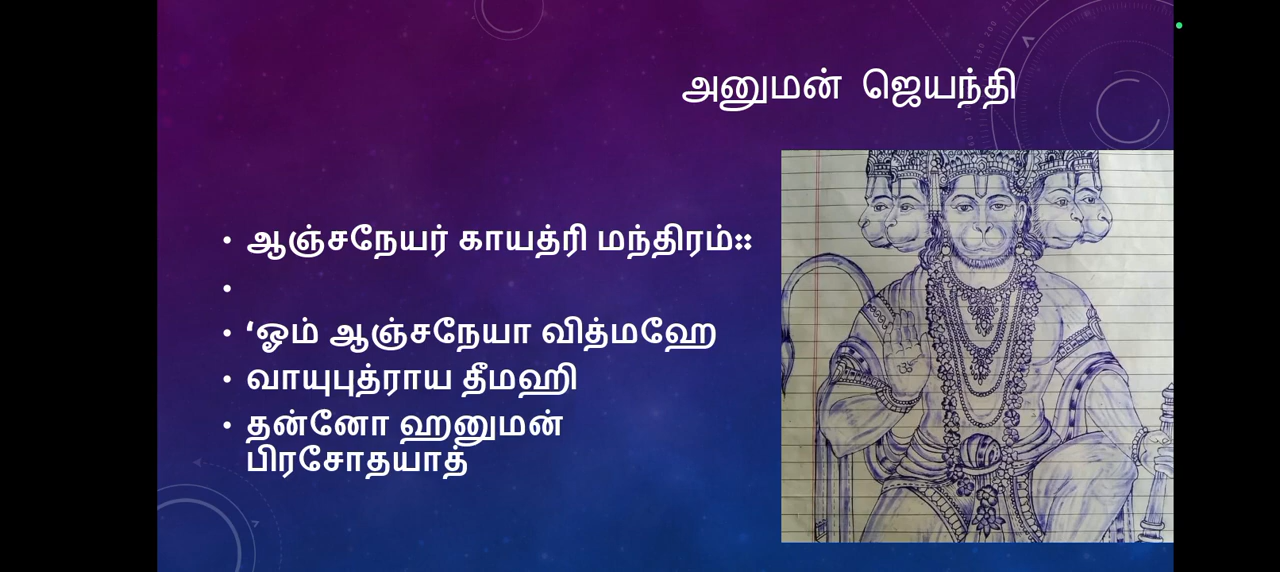 அனுமன் ஜெயந்தி
• ஆஞ்சநேயர் காயத்ரி மந்திரம்::
•
• ‘ஓம் ஆஞ்சநேயா வித்மஹே
• வாயுபுத்ராய தீமஹி
• தன்னோ ஹனுமன்
பிரசோதயாத்